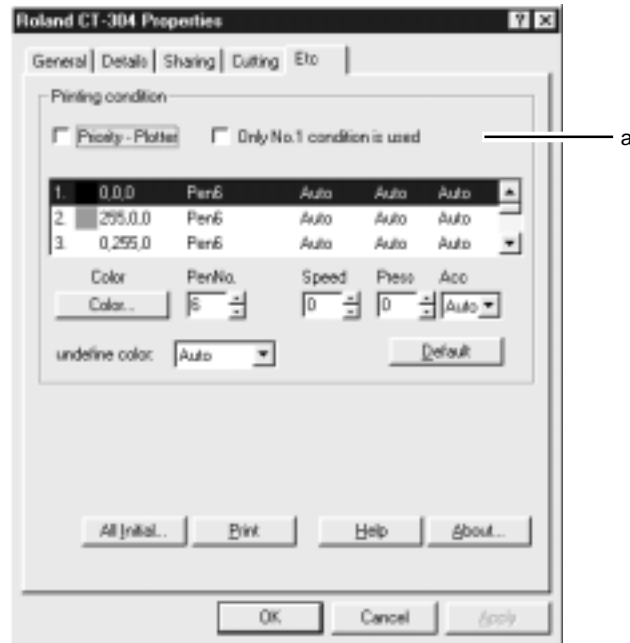 Roland CT-304 Properties ? ×
General Details Sharing Cutting Etc
Printing condition
a
Priority - Plotter Only No.1 condition is used
1. 0,0,0 Pen6 Auto Auto Auto
2. 255,0,0 Pen6 Auto Auto Auto
3. 0,255,0 Pen6 Auto Auto Auto
Color PenNo. Speed Press Acc
Color... 6 0 0 Auto
undefine color: Auto Default
All Initial... Print Help About...
OK Cancel Apply